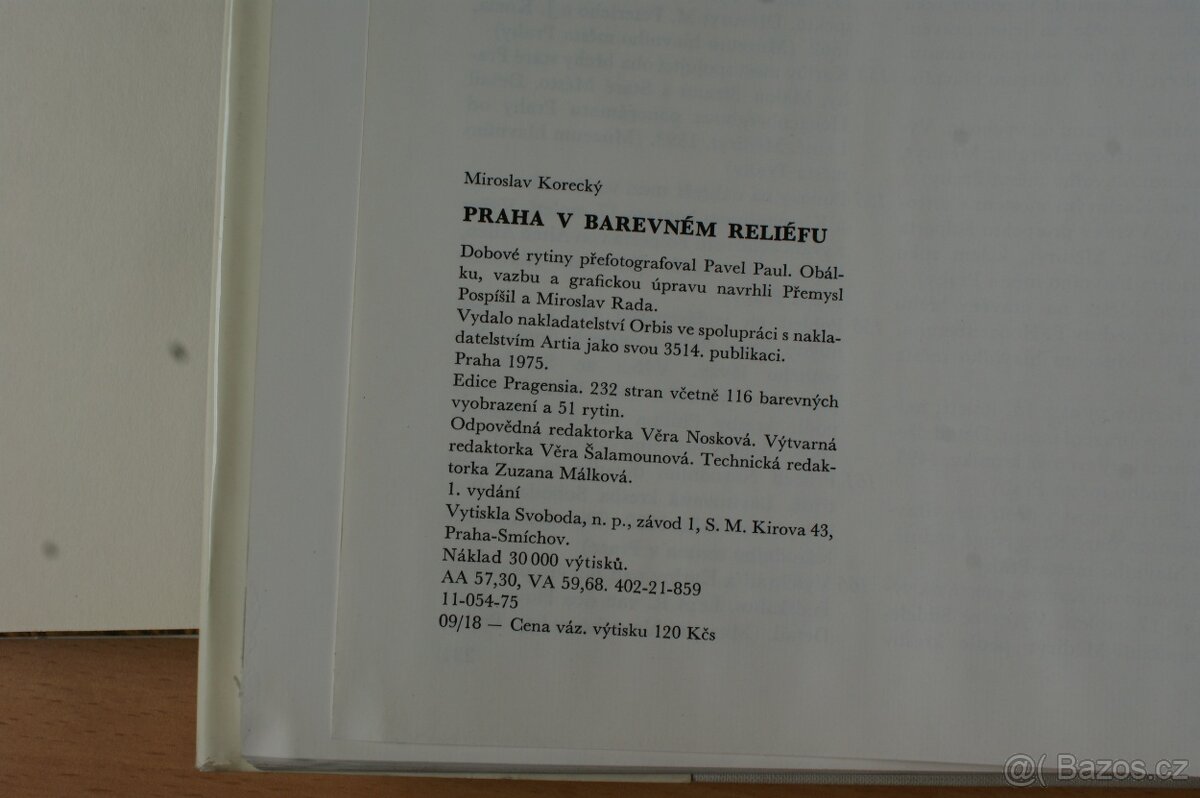 Miroslav Korecký
PRAHA V BAREVNÉM RELIÉFU
Dobové rytiny přefotografoval Pavel Paul. Obál-
ku, vazbu a grafickou úpravu navrhli Přemysl
Pospíšil a Miroslav Rada.
Vydalo nakladatelství Orbis ve spolupráci s nakla-
datelstvím Artia jako svou 3514. publikaci.
Praha 1975.
Edice Pragensia. 232 stran včetně 116 barevných
vyobrazení a 51 rytin.
Odpovědná redaktorka Věra Nosková. Výtvarná
redaktorka Věra Šalamounová. Technická redak-
torka Zuzana Málková.
1. vydání
Vytiskla Svoboda, n. p., závod 1, S. M. Kirova 43,
Praha-Smíchov.
Náklad 30 000 výtisků.
AA 57,30, VA 59,68. 402-21-859
11-054-75
09/18 — Cena váz. výtisku 120 Kčs
@( Bazos.cz